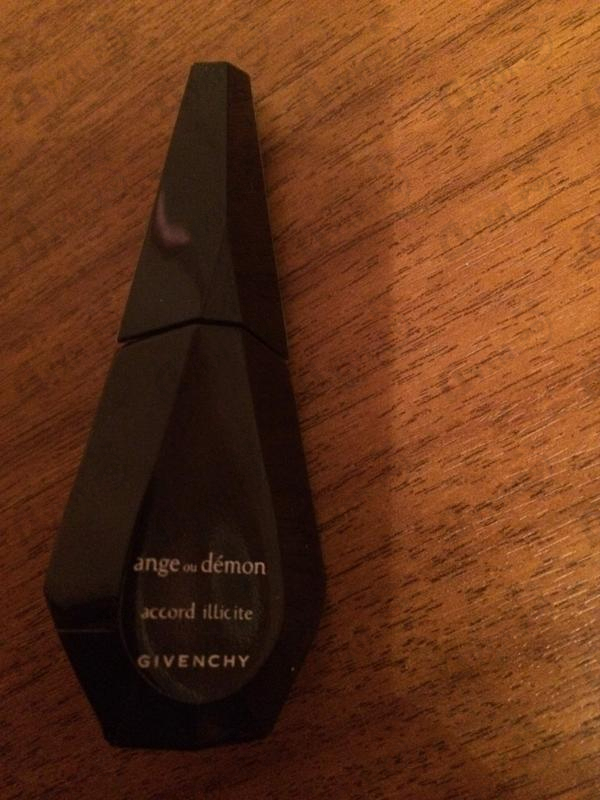 ange ou démon
accord illicite
GIVENCHY